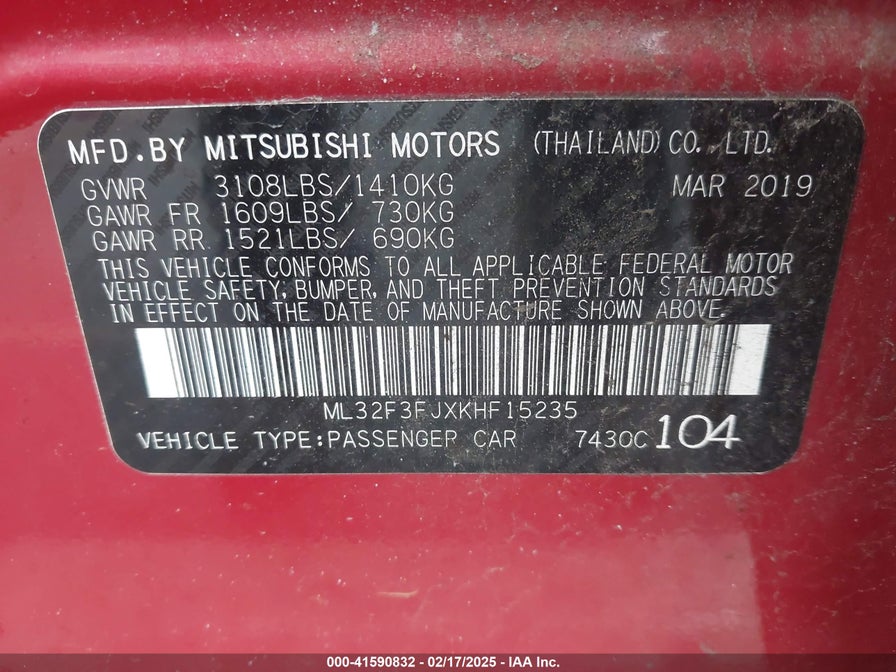 MFD.BY MITSUBISHI MOTORS (THAILAND) CO. LTD.
GVWR 3108LBS/1410KG MAR 2019
GAWR FR 1609LBS/ 730KG
GAWR RR 1521LBS/ 690KG
THIS VEHICLE CONFORMS TO ALL APPLICABLE FEDERAL MOTOR
VEHICLE SAFETY, BUMPER, AND THEFT PREVENTION STANDARDS
IN EFFECT ON THE DATE OF MANUFACTURE SHOWN ABOVE.
ML32F3FJXKHF15235
VEHICLE TYPE:PASSENGER CAR 7430C 104
000-41590832 - 02/17/2025 - IAA Inc.